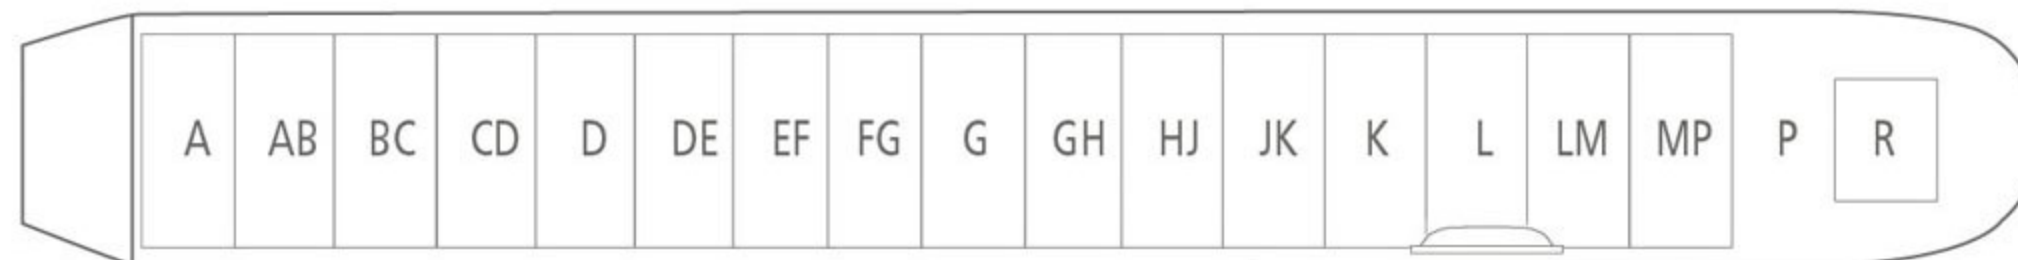 A AB BC CD D DE EF FG G GH HJ JK K L LM MP P R